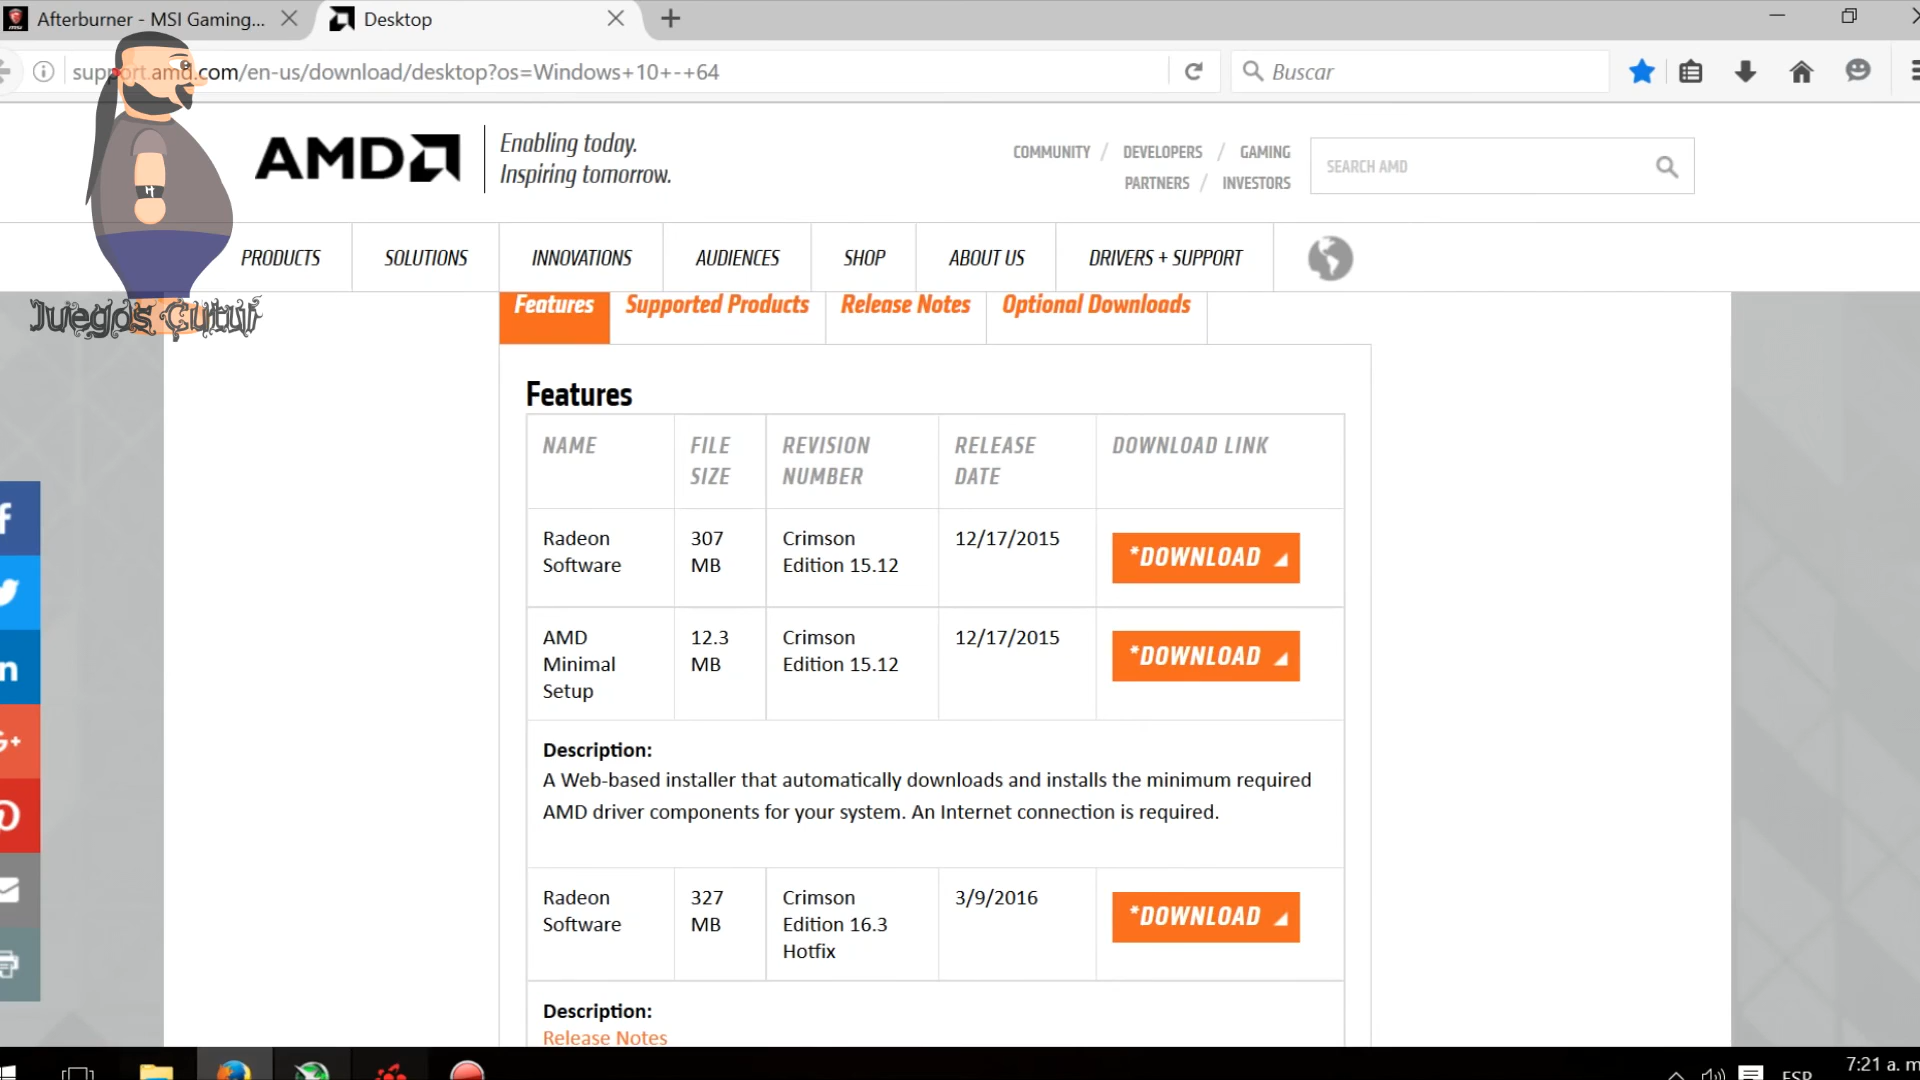 Afterburner - MSI Gaming...
Desktop
support.amd.com/en-us/download/desktop?os=Windows+10+-+64
Buscar
AMD
Enabling today.
Inspiring tomorrow.
COMMUNITY / DEVELOPERS / GAMING
PARTNERS / INVESTORS
SEARCH AMD
PRODUCTS
SOLUTIONS
INNOVATIONS
AUDIENCES
SHOP
ABOUT US
DRIVERS + SUPPORT
Juegos Cutur
Features
Supported Products
Release Notes
Optional Downloads
Features
NAME
FILE
SIZE
REVISION
NUMBER
RELEASE
DATE
DOWNLOAD LINK
Radeon
Software
307
MB
Crimson
Edition 15.12
12/17/2015
*DOWNLOAD
AMD
Minimal
Setup
12.3
MB
Crimson
Edition 15.12
12/17/2015
*DOWNLOAD
Description:
A Web-based installer that automatically downloads and installs the minimum required
AMD driver components for your system. An Internet connection is required.
Radeon
Software
327
MB
Crimson
Edition 16.3
Hotfix
3/9/2016
*DOWNLOAD
Description:
Release Notes
7:21 a. m
ESP